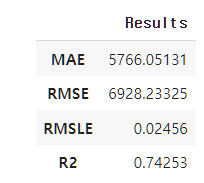 Results
MAE 5766.05131
RMSE 6928.23325
RMSLE 0.02456
R2 0.74253